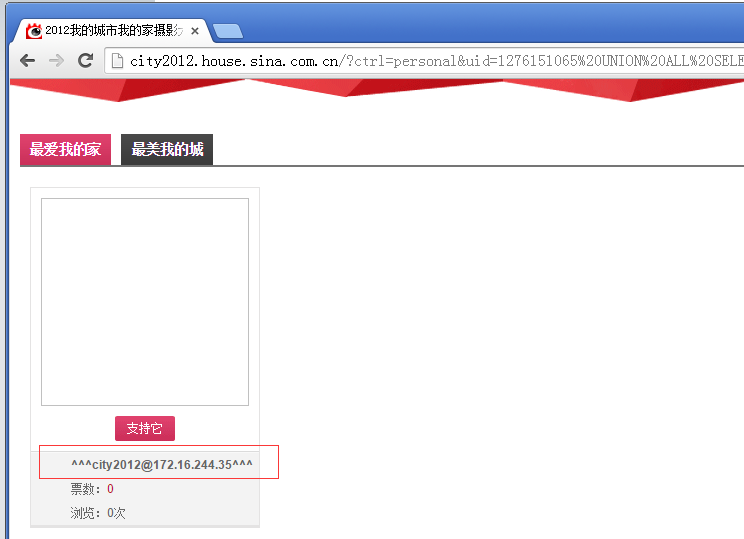 2012我的城市我的家摄影
city2012.house.sina.com.cn/?ctrl=personal&uid=1276151065%20UNION%20ALL%20SELE
最爱我的家 最美我的城
支持它
^^^city2012@172.16.244.35^^^
票数：0
浏览：0次